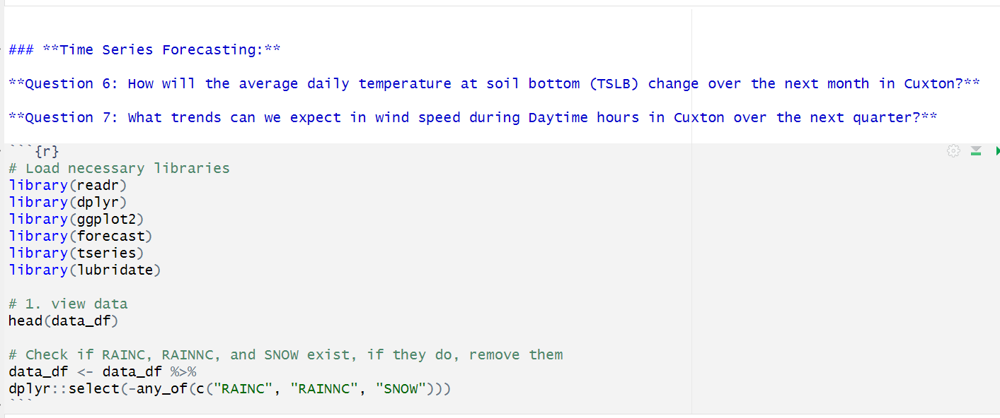 ### **Time Series Forecasting:**
**Question 6: How will the average daily temperature at soil bottom (TSLB) change over the next month in Cuxton?**
**Question 7: What trends can we expect in wind speed during Daytime hours in Cuxton over the next quarter?**
```{r}
# Load necessary libraries
library(readr)
library(dplyr)
library(ggplot2)
library(forecast)
library(tseries)
library(lubridate)
# 1. view data
head(data_df)
# Check if RAINC, RAINNC, and SNOW exist, if they do, remove them
data_df <- data_df %>%
dplyr::select(-any_of(c("RAINC", "RAINNC", "SNOW")))
```